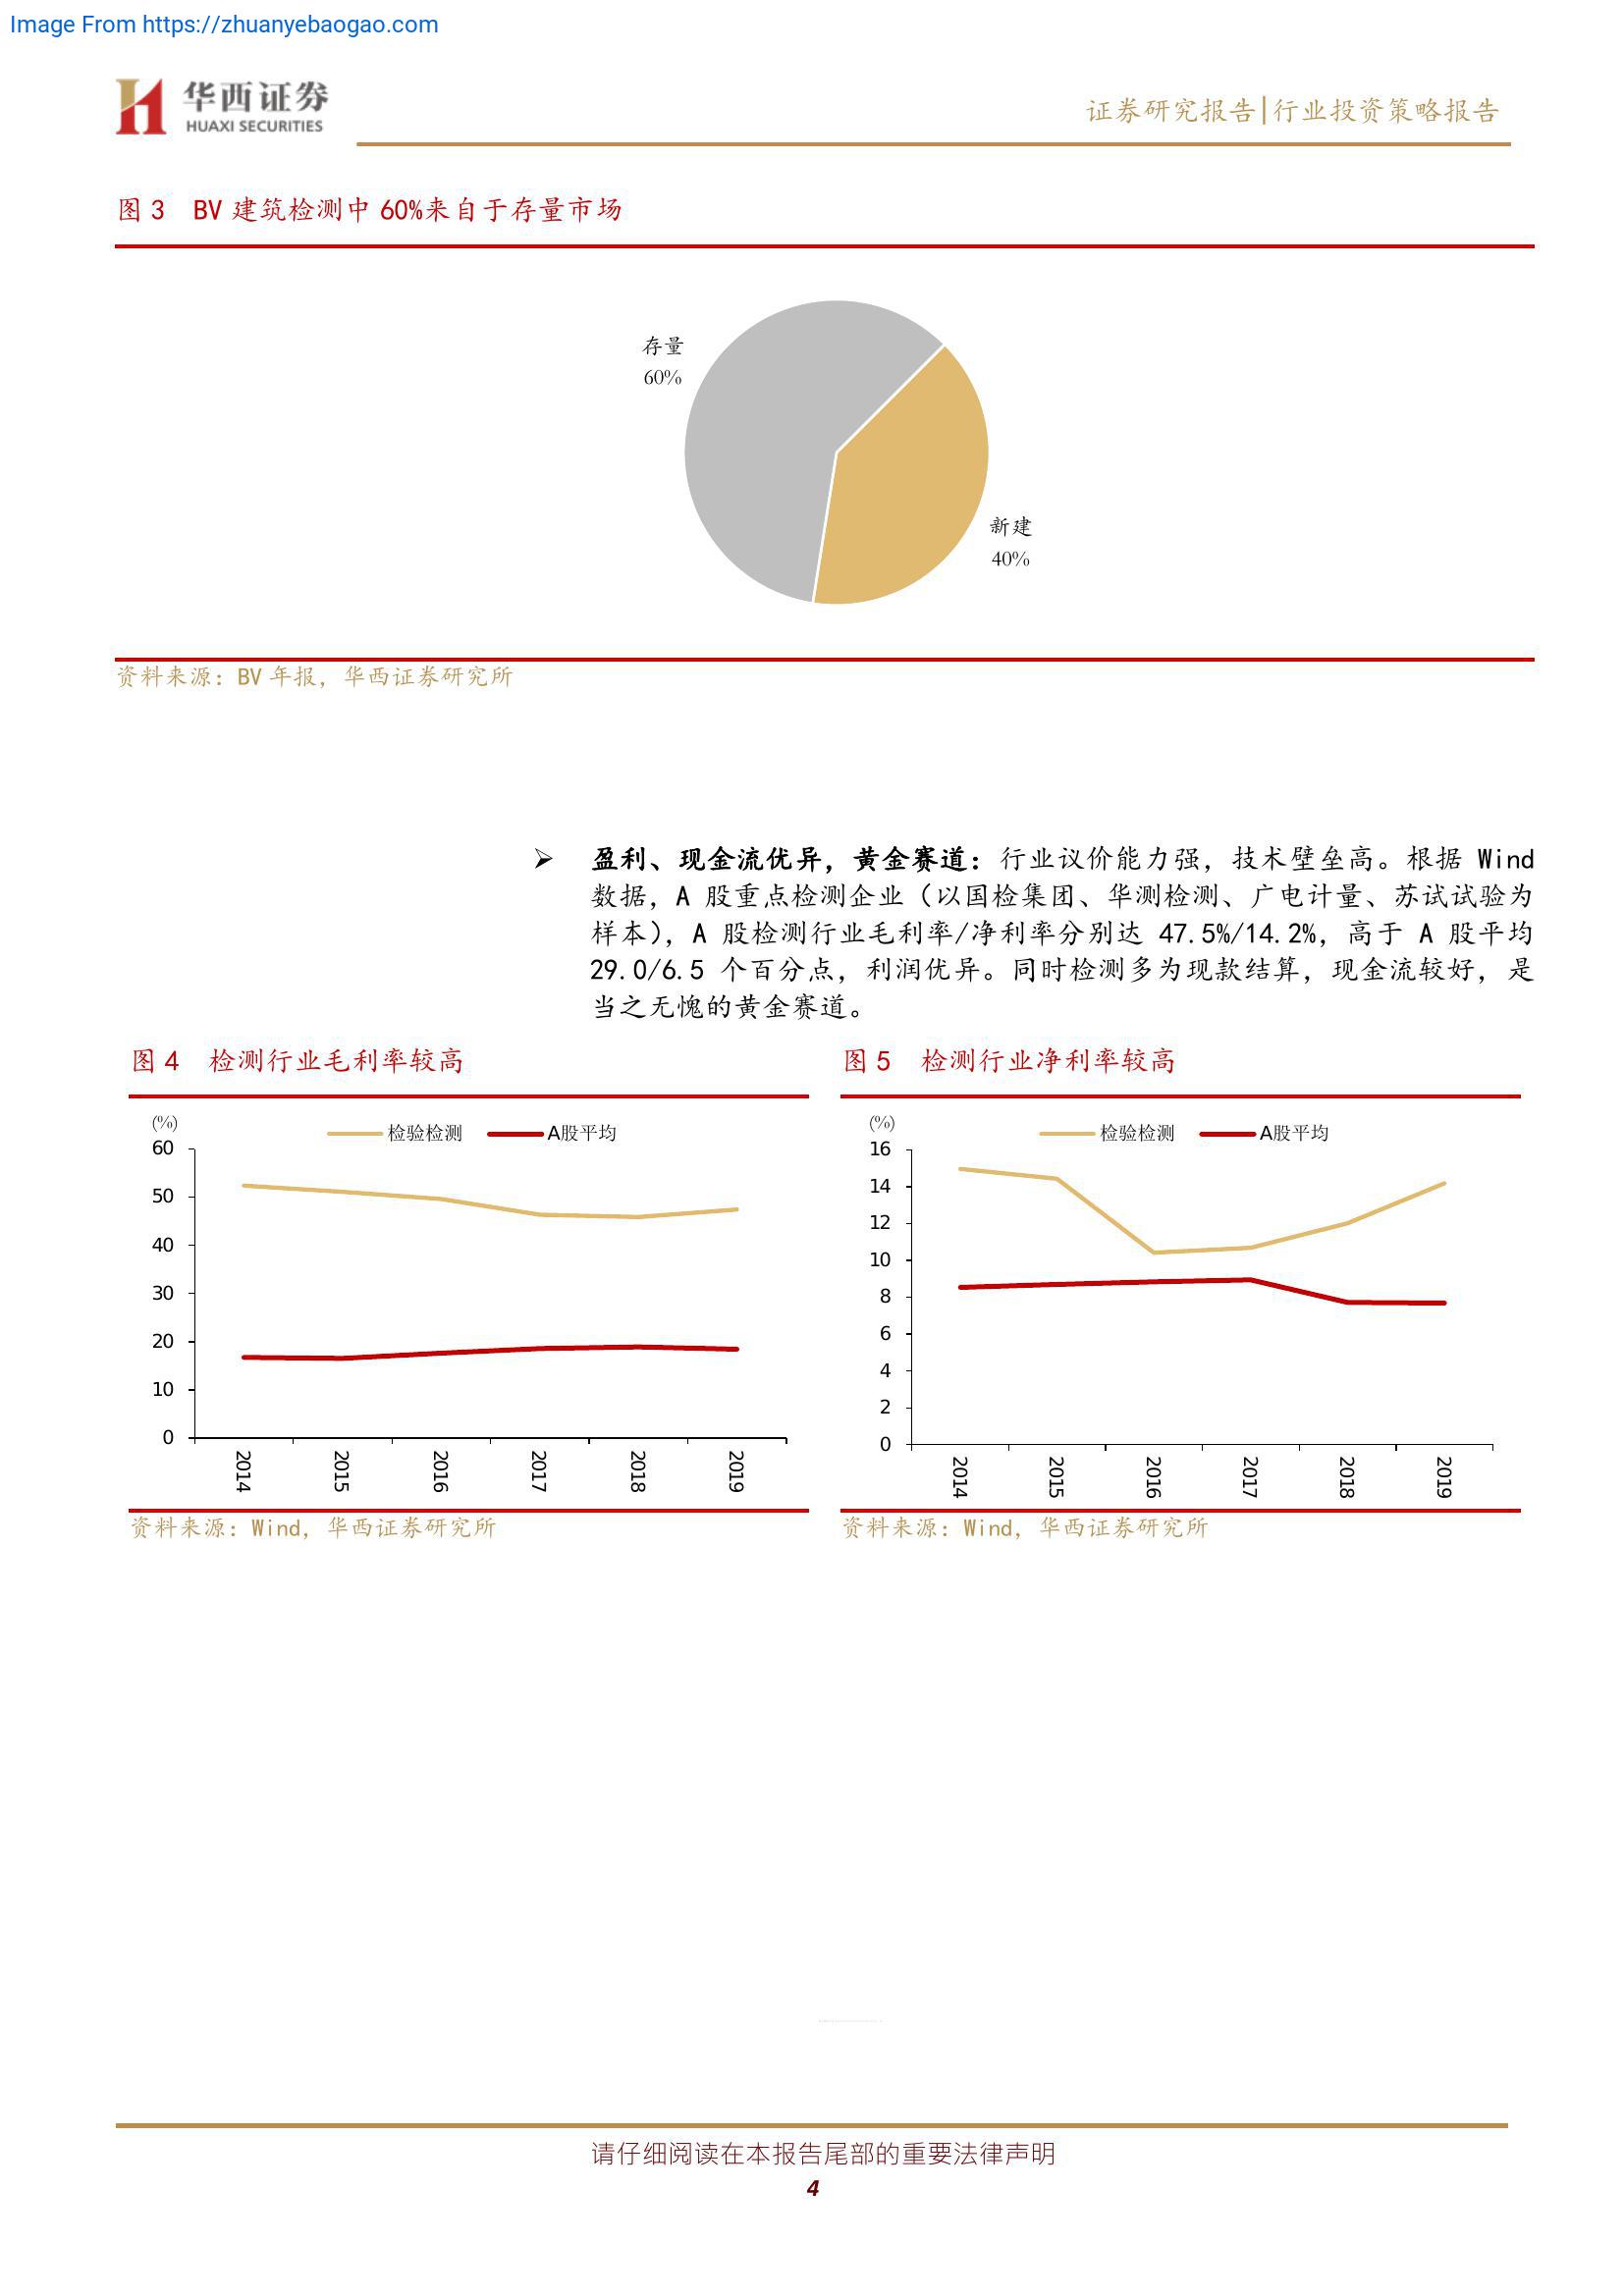 Image From https://zhuanyebaogao.com
华西证券
HUAXI SECURITIES
证券研究报告|行业投资策略报告
图 3 BV 建筑检测中 60%来自于存量市场
存量
60%
新建
40%
资料来源：BV 年报，华西证券研究所
➢ 盈利、现金流优异，黄金赛道：行业议价能力强，技术壁垒高。根据 Wind
数据，A 股重点检测企业（以国检集团、华测检测、广电计量、苏试试验为
样本），A 股检测行业毛利率/净利率分别达 47.5%/14.2%，高于 A 股平均
29.0/6.5 个百分点，利润优异。同时检测多为现款结算，现金流较好，是
当之无愧的黄金赛道。
图 4 检测行业毛利率较高
(%)
检验检测 A股平均
60
50
40
30
20
10
0
2014 2015 2016 2017 2018 2019
资料来源：Wind，华西证券研究所
图 5 检测行业净利率较高
(%)
检验检测 A股平均
16
14
12
10
8
6
4
2
0
2014 2015 2016 2017 2018 2019
资料来源：Wind，华西证券研究所
请仔细阅读在本报告尾部的重要法律声明
4